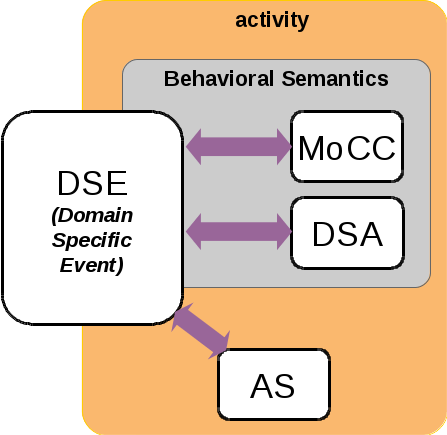 activity
Behavioral Semantics
MoCC
DSE
(Domain
Specific
Event)
DSA
AS